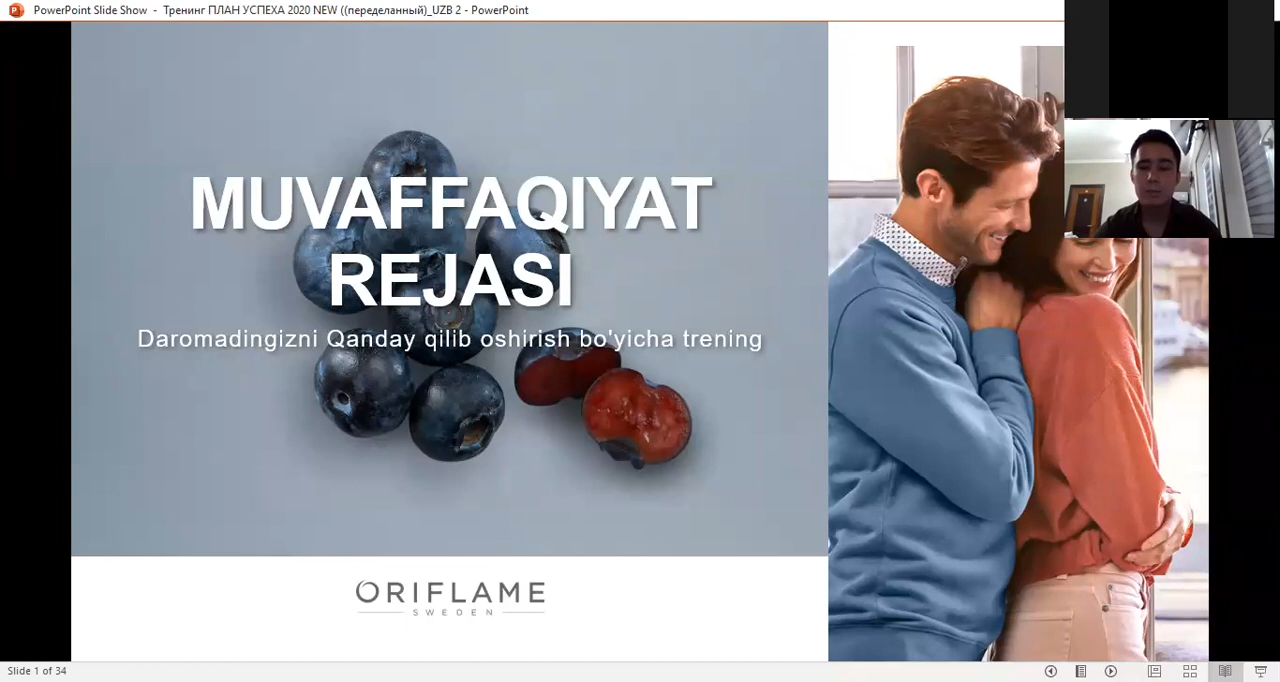 PowerPoint Slide Show - Тренинг ПЛАН УСПЕХА 2020 NEW ((переделанный)_UZB 2 - PowerPoint
MUVAFFAQIYAT
REJASI
Daromadingizni Qanday qilib oshirish bo'yicha trening
ORIFLAME
SWEDEN
Slide 1 of 34